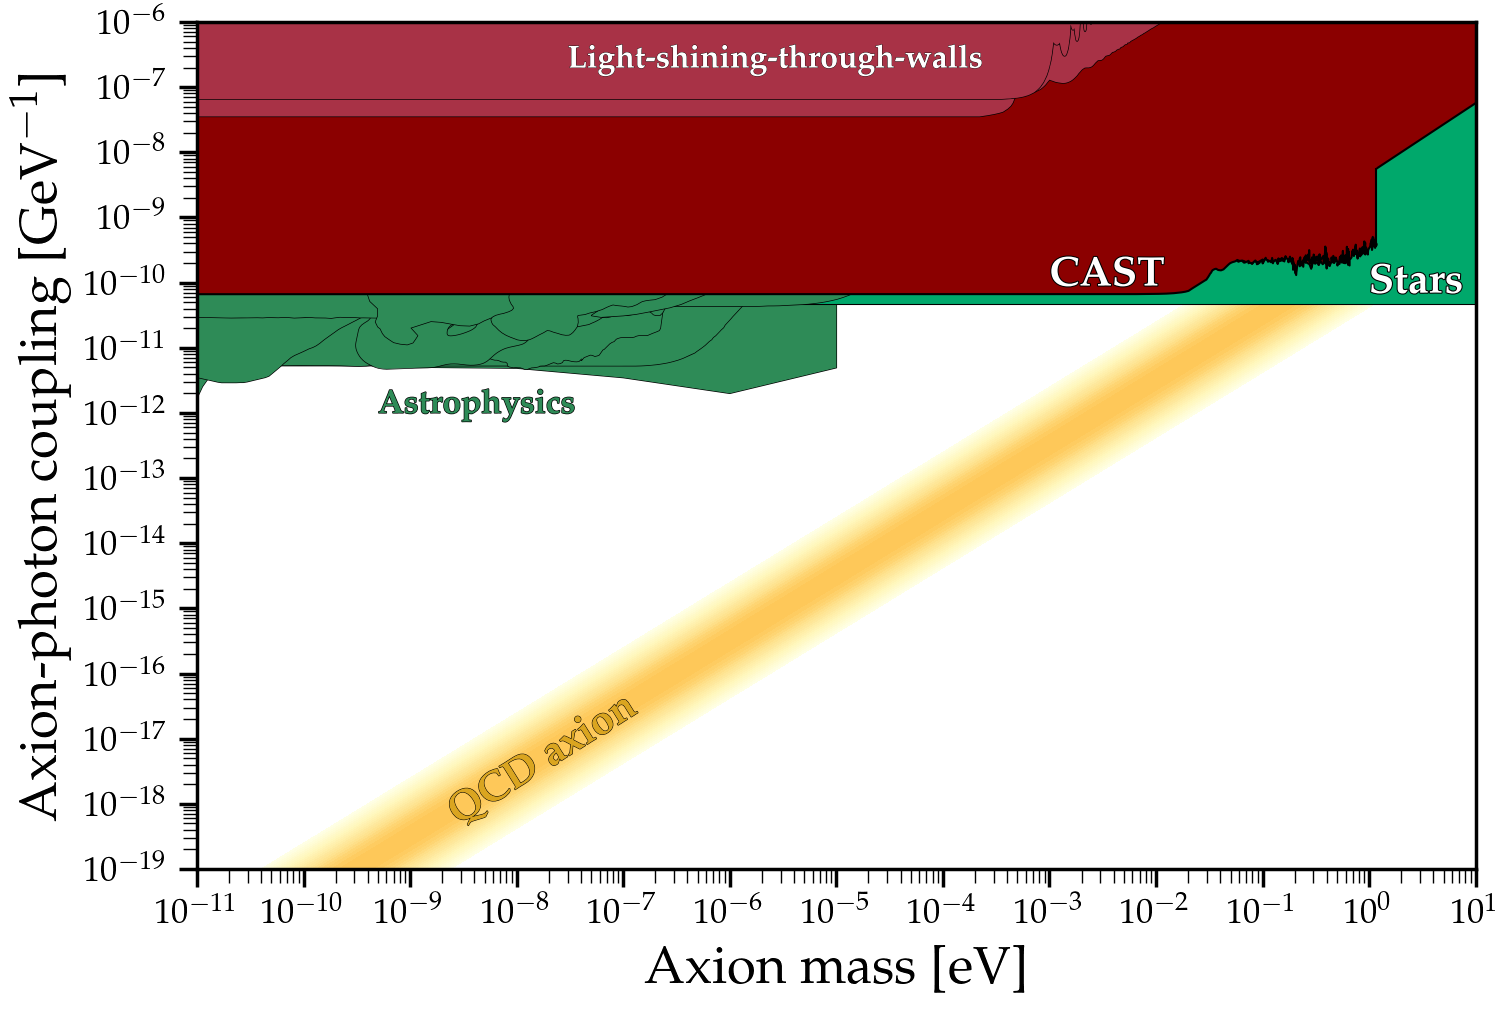 Axion-photon coupling [GeV⁻¹]
10⁻⁶
10⁻⁷
10⁻⁸
10⁻⁹
10⁻¹⁰
10⁻¹¹
10⁻¹²
10⁻¹³
10⁻¹⁴
10⁻¹⁵
10⁻¹⁶
10⁻¹⁷
10⁻¹⁸
10⁻¹⁹
Light-shining-through-walls
CAST
Stars
Astrophysics
QCD axion
10⁻¹¹ 10⁻¹⁰ 10⁻⁹ 10⁻⁸ 10⁻⁷ 10⁻⁶ 10⁻⁵ 10⁻⁴ 10⁻³ 10⁻² 10⁻¹ 10⁰ 10¹
Axion mass [eV]